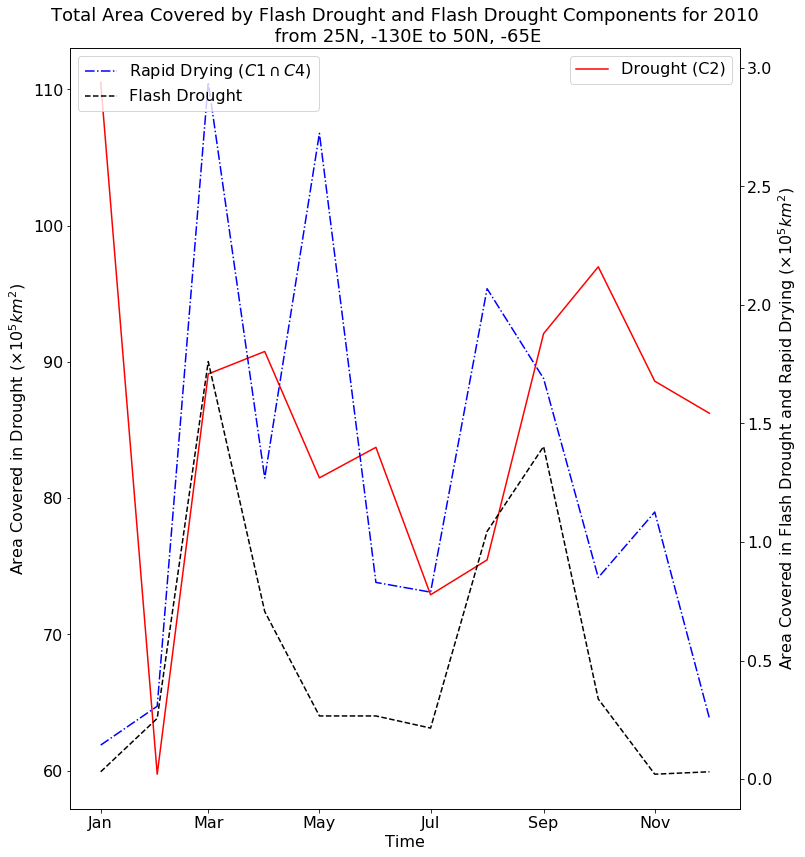 Total Area Covered by Flash Drought and Flash Drought Components for 2010
from 25N, -130E to 50N, -65E
Rapid Drying (C1 ∩ C4)
Flash Drought
Drought (C2)
Area Covered in Drought (×10⁵km²)
110
100
90
80
70
60
Area Covered in Flash Drought and Rapid Drying (×10⁵km²)
3.0
2.5
2.0
1.5
1.0
0.5
0.0
Jan Mar May Jul Sep Nov
Time